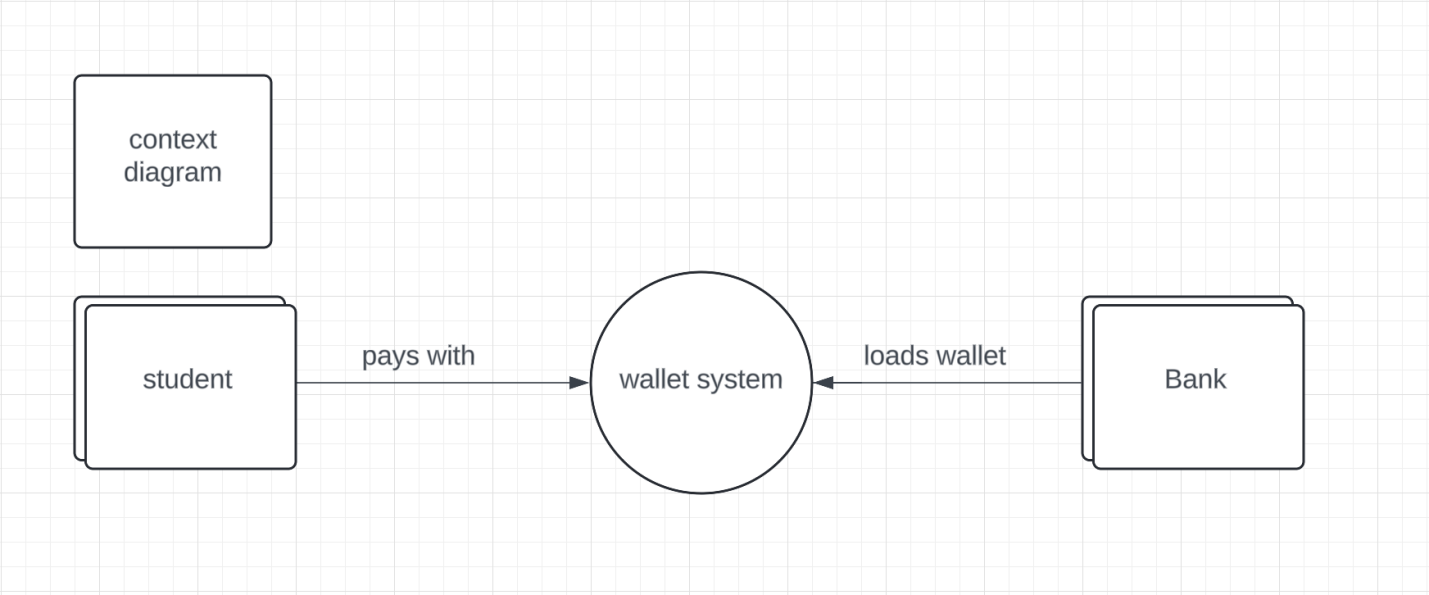 context
diagram
pays with
loads wallet
student
wallet system
Bank